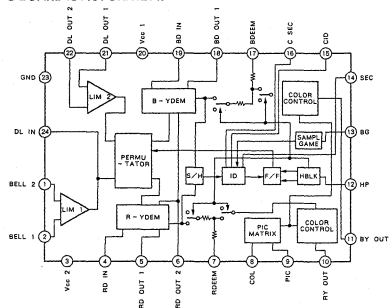 DL OUT 2
DL OUT 1
Vcc 1
BD IN
BD OUT 1
BDEEM
C SEC
CID
22
21
20
19
18
17
16
15
GND
23
LIM 2
B-YDEM
COLOR
CONTROL
14
SEC
DL IN
24
SAMPL
GAME
13
BG
PERMU-
TATOR
BELL 2
1
LIM 1
S/H
ID
F/F
HBLK
12
HP
R-YDEM
PIC
MATRIX
COLOR
CONTROL
BELL 1
2
11
BY OUT
3
4
5
6
7
8
9
10
Vcc 2
RD IN
RD OUT 1
RD OUT 2
RDEEM
COL
PIC
RY OUT